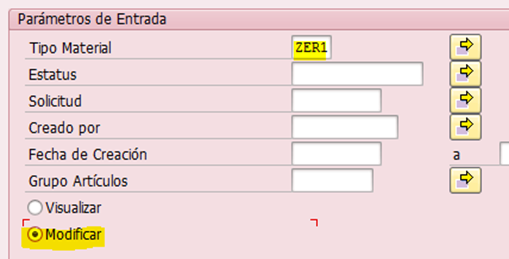 Parámetros de Entrada
Tipo Material ZER1
Estatus
Solicitud
Creado por
Fecha de Creación a
Grupo Artículos
Visualizar
Modificar